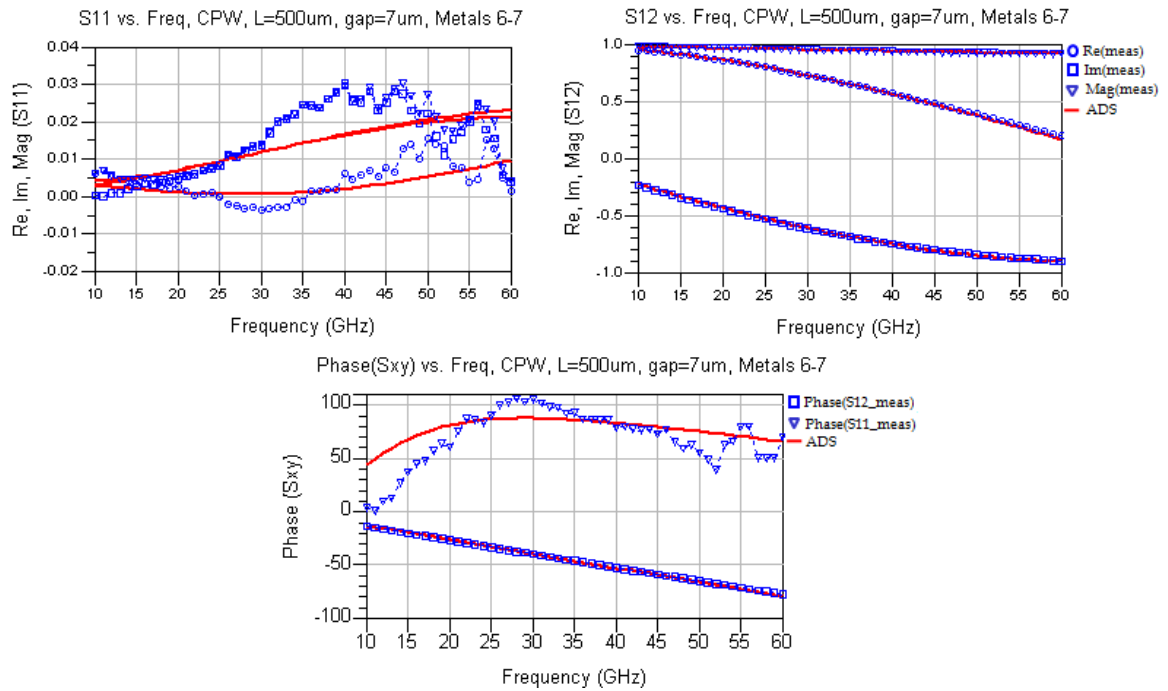 S11 vs. Freq, CPW, L=500um, gap=7um, Metals 6-7
Re, Im, Mag (S11)
0.04
0.03
0.02
0.01
0.00
-0.01
-0.02
10 15 20 25 30 35 40 45 50 55 60
Frequency (GHz)
S12 vs. Freq, CPW, L=500um, gap=7um, Metals 6-7
Re, Im, Mag (S12)
1.0
0.5
0.0
-0.5
-1.0
10 15 20 25 30 35 40 45 50 55 60
Frequency (GHz)
Re(meas)
Im(meas)
Mag(meas)
ADS
Phase(Sxy) vs. Freq, CPW, L=500um, gap=7um, Metals 6-7
Phase (Sxy)
100
50
0
-50
-100
10 15 20 25 30 35 40 45 50 55 60
Frequency (GHz)
Phase(S12_meas)
Phase(S11_meas)
ADS